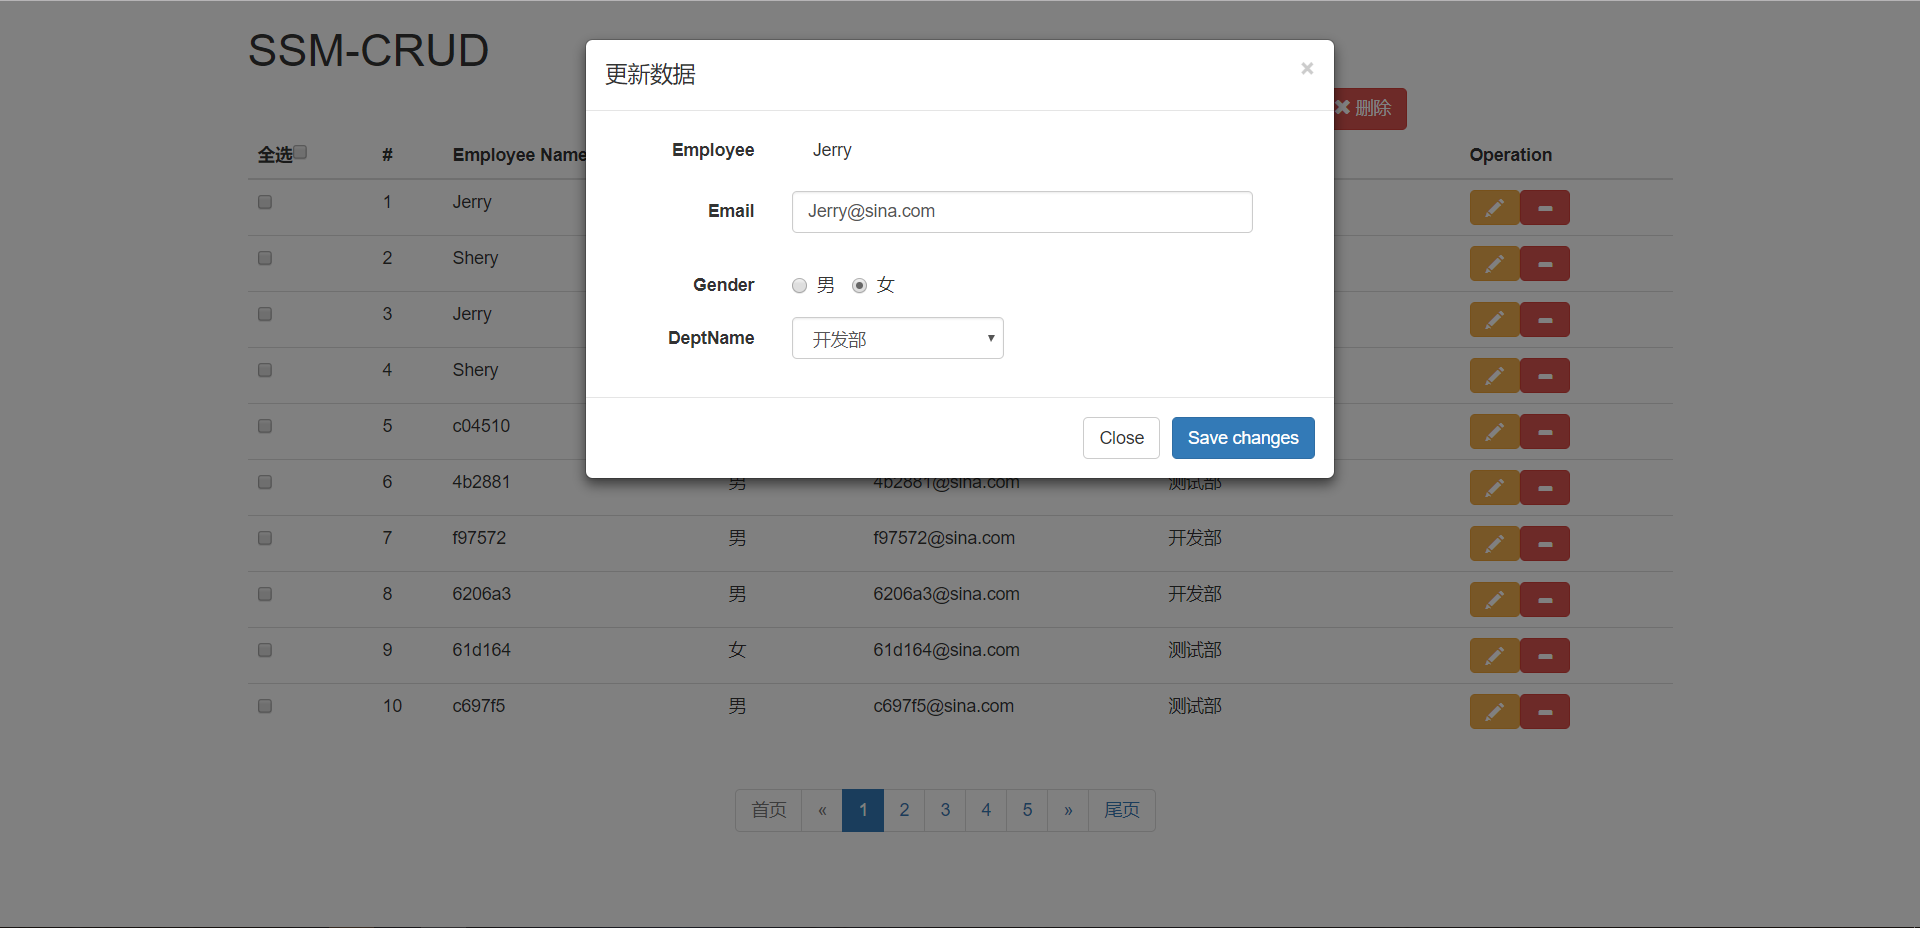 SSM-CRUD
更新数据
×
删除
全选 # Employee Name Operation
Employee Jerry
Email Jerry@sina.com
Gender 男 女
DeptName 开发部
Close Save changes
1 Jerry
2 Shery
3 Jerry
4 Shery
5 c04510
6 4b2881 男 4b2881@sina.com 测试部
7 f97572 男 f97572@sina.com 开发部
8 6206a3 男 6206a3@sina.com 开发部
9 61d164 女 61d164@sina.com 测试部
10 c697f5 男 c697f5@sina.com 测试部
首页 « 1 2 3 4 5 » 尾页